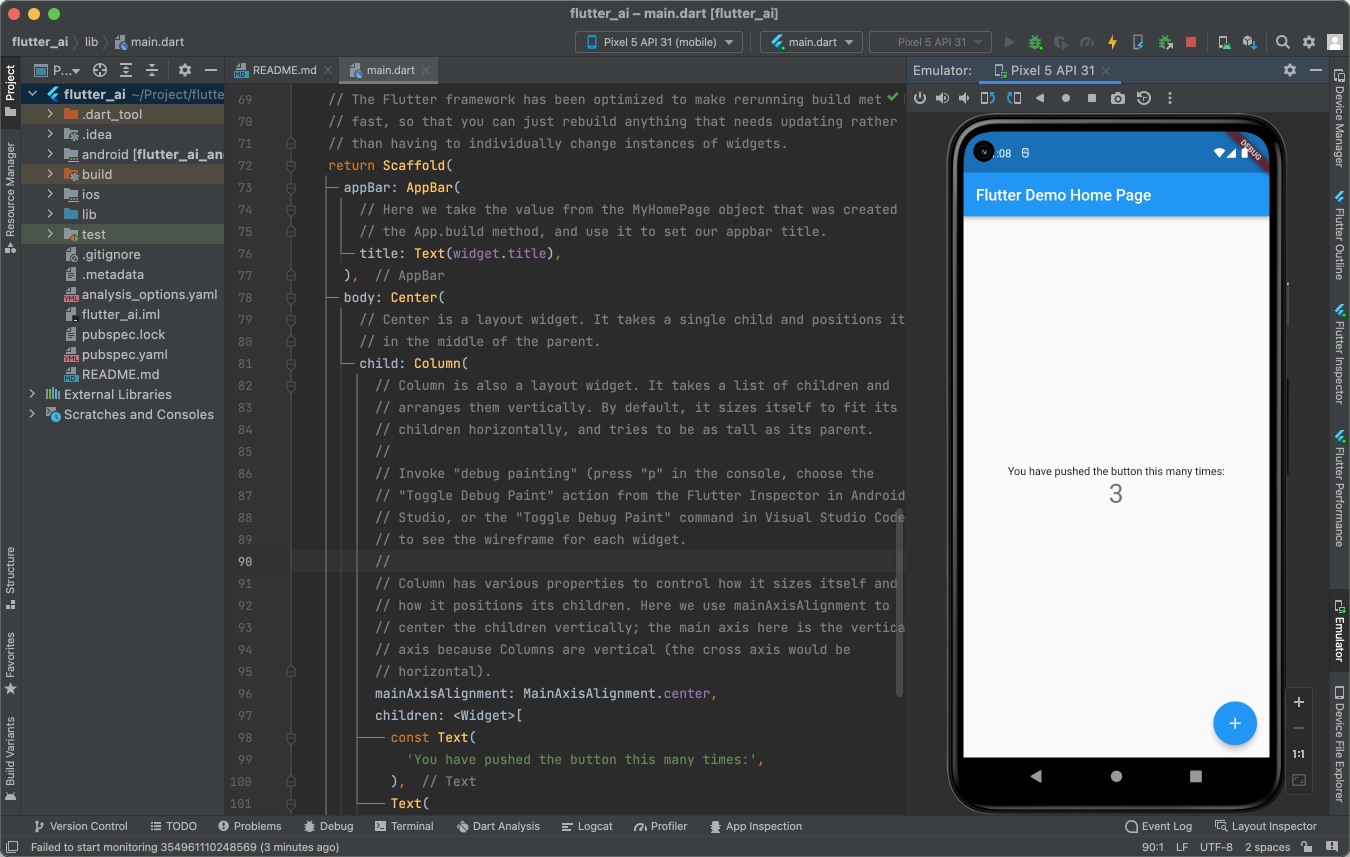 flutter_ai – main.dart [flutter_ai]
flutter_ai lib main.dart
Pixel 5 API 31 (mobile) main.dart Pixel 5 API 31
Project
Resource Manager
Structure
Favorites
Build Variants
P...
flutter_ai ~/Project/flutte
.dart_tool
.idea
android [flutter_ai_an
build
ios
lib
test
.gitignore
.metadata
analysis_options.yaml
flutter_ai.iml
pubspec.lock
pubspec.yaml
README.md
External Libraries
Scratches and Consoles
README.md main.dart
69 // The Flutter framework has been optimized to make rerunning build met
70 // fast, so that you can just rebuild anything that needs updating rather
71 // than having to individually change instances of widgets.
72 return Scaffold(
73 appBar: AppBar(
74 // Here we take the value from the MyHomePage object that was created
75 // the App.build method, and use it to set our appbar title.
76 title: Text(widget.title),
77 ), // AppBar
78 body: Center(
79 // Center is a layout widget. It takes a single child and positions it
80 // in the middle of the parent.
81 child: Column(
82 // Column is also a layout widget. It takes a list of children and
83 // arranges them vertically. By default, it sizes itself to fit its
84 // children horizontally, and tries to be as tall as its parent.
85 //
86 // Invoke "debug painting" (press "p" in the console, choose the
87 // "Toggle Debug Paint" action from the Flutter Inspector in Android
88 // Studio, or the "Toggle Debug Paint" command in Visual Studio Code
89 // to see the wireframe for each widget.
90 //
91 // Column has various properties to control how it sizes itself and
92 // how it positions its children. Here we use mainAxisAlignment to
93 // center the children vertically; the main axis here is the vertica
94 // axis because Columns are vertical (the cross axis would be
95 // horizontal).
96 mainAxisAlignment: MainAxisAlignment.center,
97 children: <Widget>[
98 const Text(
99 'You have pushed the button this many times:',
100 ), // Text
101 Text(
Emulator: Pixel 5 API 31
:08
DEBUG
Flutter Demo Home Page
You have pushed the button this many times:
3
+
+
−
1:1
Device Manager
Flutter Outline
Flutter Inspector
Flutter Performance
Emulator
Device File Explorer
Version Control TODO Problems Debug Terminal Dart Analysis Logcat Profiler App Inspection Event Log Layout Inspector
Failed to start monitoring 354961110248569 (3 minutes ago) 90:1 LF UTF-8 2 spaces